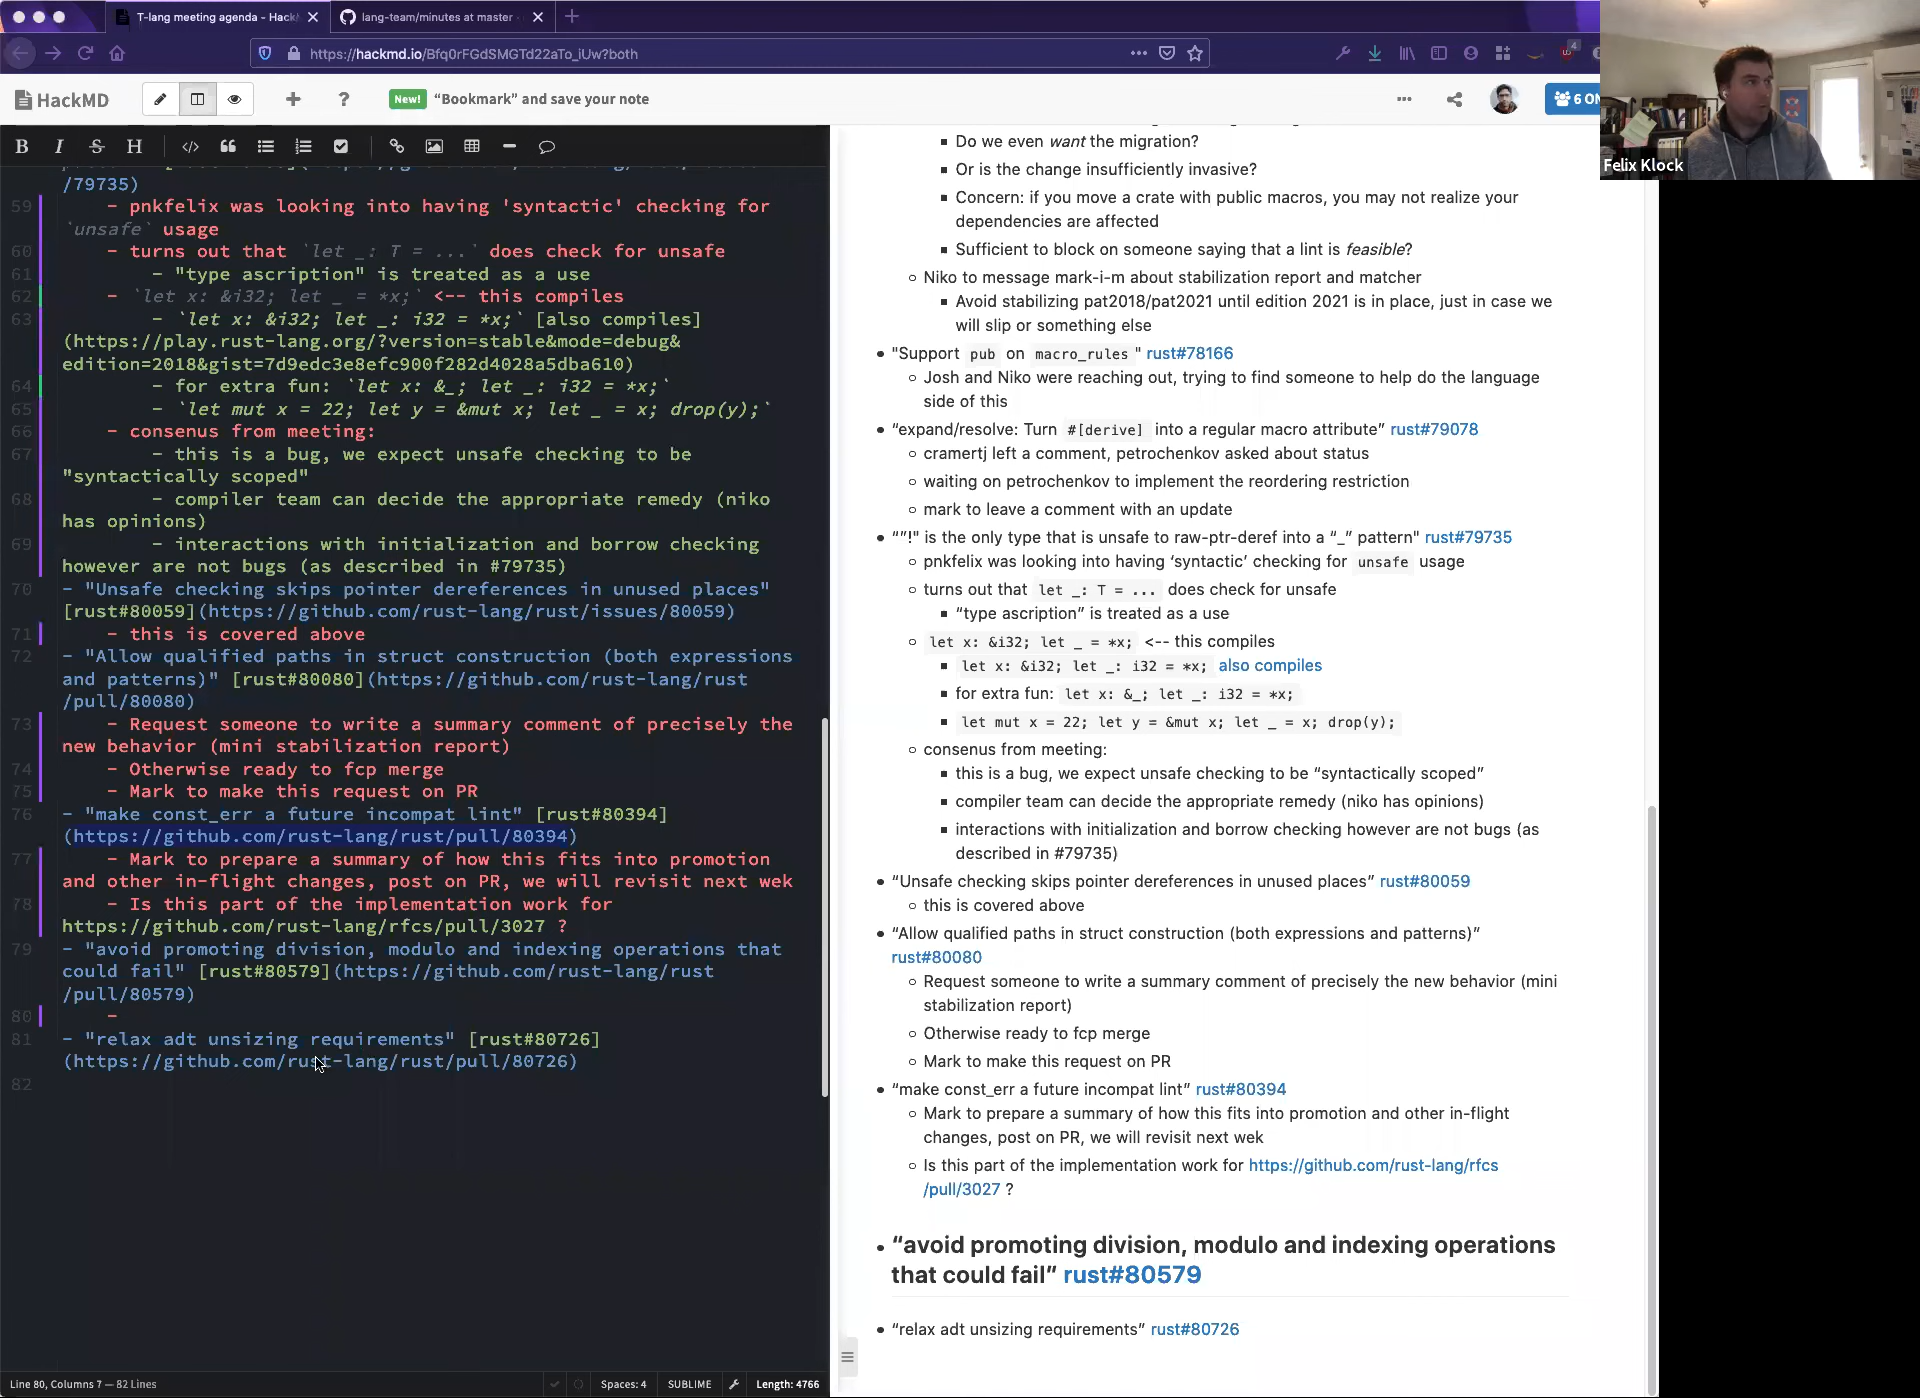 T-lang meeting agenda - Hack
lang-team/minutes at master
https://hackmd.io/Bfq0rFGdSMGTd22aTo_iUw?both
4
HackMD
New! “Bookmark” and save your note
6 ON
Felix Klock
/79735)
59 - pnkfelix was looking into having 'syntactic' checking for
`unsafe` usage
60 - turns out that `let _: T = ...` does check for unsafe
61 - "type ascription" is treated as a use
62 - `let x: &i32; let _ = *x;` <-- this compiles
63 - `let x: &i32; let _: i32 = *x;` [also compiles]
(https://play.rust-lang.org/?version=stable&mode=debug&
edition=2018&gist=7d9edc3e8efc900f282d4028a5dba610)
64 - for extra fun: `let x: &_; let _: i32 = *x;`
65 - `let mut x = 22; let y = &mut x; let _ = x; drop(y);`
66 - consenus from meeting:
67 - this is a bug, we expect unsafe checking to be
"syntactically scoped"
68 - compiler team can decide the appropriate remedy (niko
has opinions)
69 - interactions with initialization and borrow checking
however are not bugs (as described in #79735)
70 - "Unsafe checking skips pointer dereferences in unused places"
[rust#80059](https://github.com/rust-lang/rust/issues/80059)
71 - this is covered above
72 - "Allow qualified paths in struct construction (both expressions
and patterns)" [rust#80080](https://github.com/rust-lang/rust
/pull/80080)
73 - Request someone to write a summary comment of precisely the
new behavior (mini stabilization report)
74 - Otherwise ready to fcp merge
75 - Mark to make this request on PR
76 - "make const_err a future incompat lint" [rust#80394]
(https://github.com/rust-lang/rust/pull/80394)
77 - Mark to prepare a summary of how this fits into promotion
and other in-flight changes, post on PR, we will revisit next wek
78 - Is this part of the implementation work for
https://github.com/rust-lang/rfcs/pull/3027 ?
79 - "avoid promoting division, modulo and indexing operations that
could fail" [rust#80579](https://github.com/rust-lang/rust
/pull/80579)
80 -
81 - "relax adt unsizing requirements" [rust#80726]
(https://github.com/rust-lang/rust/pull/80726)
82
Line 80, Columns 7 — 82 Lines
Spaces: 4
SUBLIME
Length: 4766
Do we even want the migration?
Or is the change insufficiently invasive?
Concern: if you move a crate with public macros, you may not realize your
dependencies are affected
Sufficient to block on someone saying that a lint is feasible?
Niko to message mark-i-m about stabilization report and matcher
Avoid stabilizing pat2018/pat2021 until edition 2021 is in place, just in case we
will slip or something else
"Support pub on macro_rules " rust#78166
Josh and Niko were reaching out, trying to find someone to help do the language
side of this
“expand/resolve: Turn #[derive] into a regular macro attribute” rust#79078
cramertj left a comment, petrochenkov asked about status
waiting on petrochenkov to implement the reordering restriction
mark to leave a comment with an update
“”!" is the only type that is unsafe to raw-ptr-deref into a “_” pattern" rust#79735
pnkfelix was looking into having ‘syntactic’ checking for unsafe usage
turns out that let _: T = ... does check for unsafe
“type ascription” is treated as a use
let x: &i32; let _ = *x; <-- this compiles
let x: &i32; let _: i32 = *x; also compiles
for extra fun: let x: &_; let _: i32 = *x;
let mut x = 22; let y = &mut x; let _ = x; drop(y);
consenus from meeting:
this is a bug, we expect unsafe checking to be “syntactically scoped”
compiler team can decide the appropriate remedy (niko has opinions)
interactions with initialization and borrow checking however are not bugs (as
described in #79735)
“Unsafe checking skips pointer dereferences in unused places” rust#80059
this is covered above
“Allow qualified paths in struct construction (both expressions and patterns)”
rust#80080
Request someone to write a summary comment of precisely the new behavior (mini
stabilization report)
Otherwise ready to fcp merge
Mark to make this request on PR
“make const_err a future incompat lint” rust#80394
Mark to prepare a summary of how this fits into promotion and other in-flight
changes, post on PR, we will revisit next wek
Is this part of the implementation work for https://github.com/rust-lang/rfcs
/pull/3027 ?
“avoid promoting division, modulo and indexing operations
that could fail” rust#80579
“relax adt unsizing requirements” rust#80726